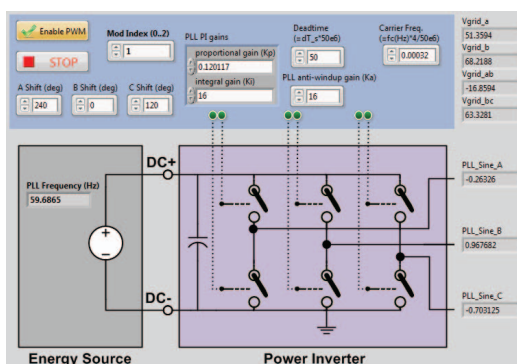 Enable PWM
STOP
Mod Index (0..2)
1
A Shift (deg)
240
B Shift (deg)
0
C Shift (deg)
120
PLL PI gains
proportional gain (Kp)
0.120117
integral gain (Ki)
16
Deadtime
(=dT_s*50e6)
50
PLL anti-windup gain (Ka)
16
Carrier Freq.
(=fc(Hz)*4/50e6)
0.00032
Vgrid_a
51.3594
Vgrid_b
68.2188
Vgrid_ab
-16.8594
Vgrid_bc
63.3281
PLL Frequency (Hz)
59.6865
DC+
DC-
PLL_Sine_A
-0.26326
PLL_Sine_B
0.967682
PLL_Sine_C
-0.703125
Energy Source
Power Inverter